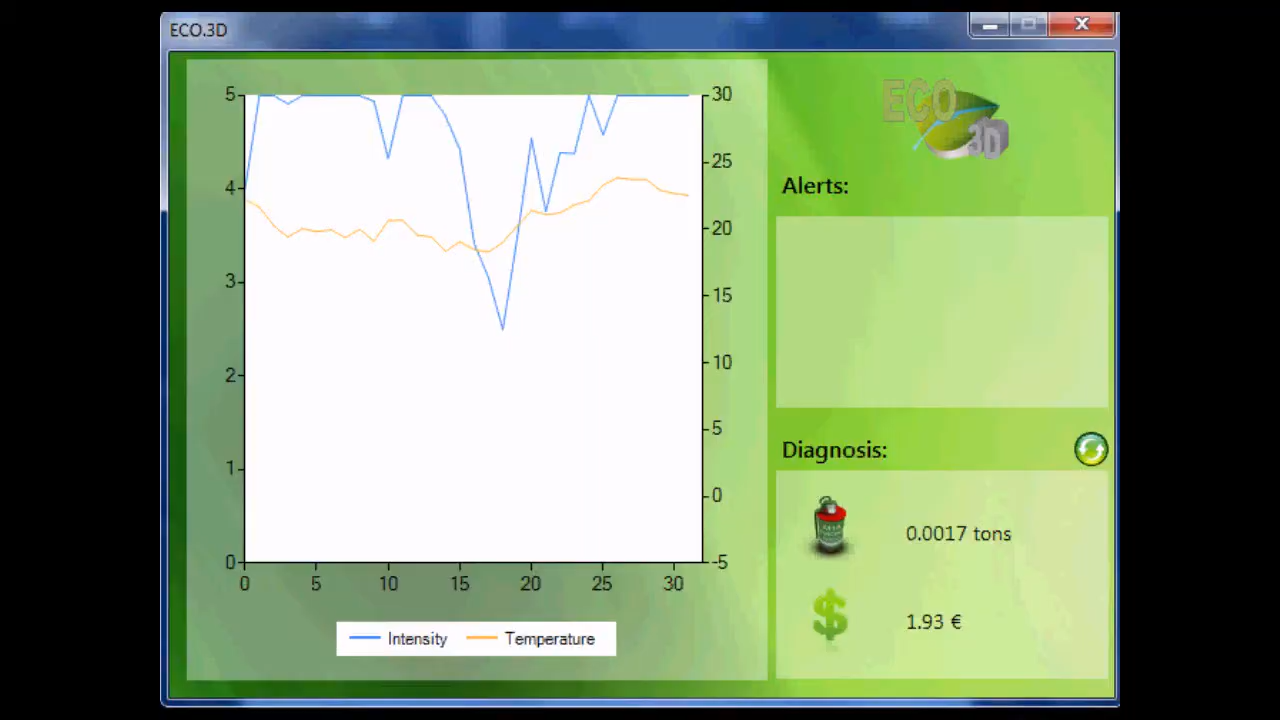 ECO.3D
ECO
3D
Alerts:
Diagnosis:
0.0017 tons
1.93 €
5
4
3
2
1
0
30
25
20
15
10
5
0
-5
0 5 10 15 20 25 30
Intensity Temperature